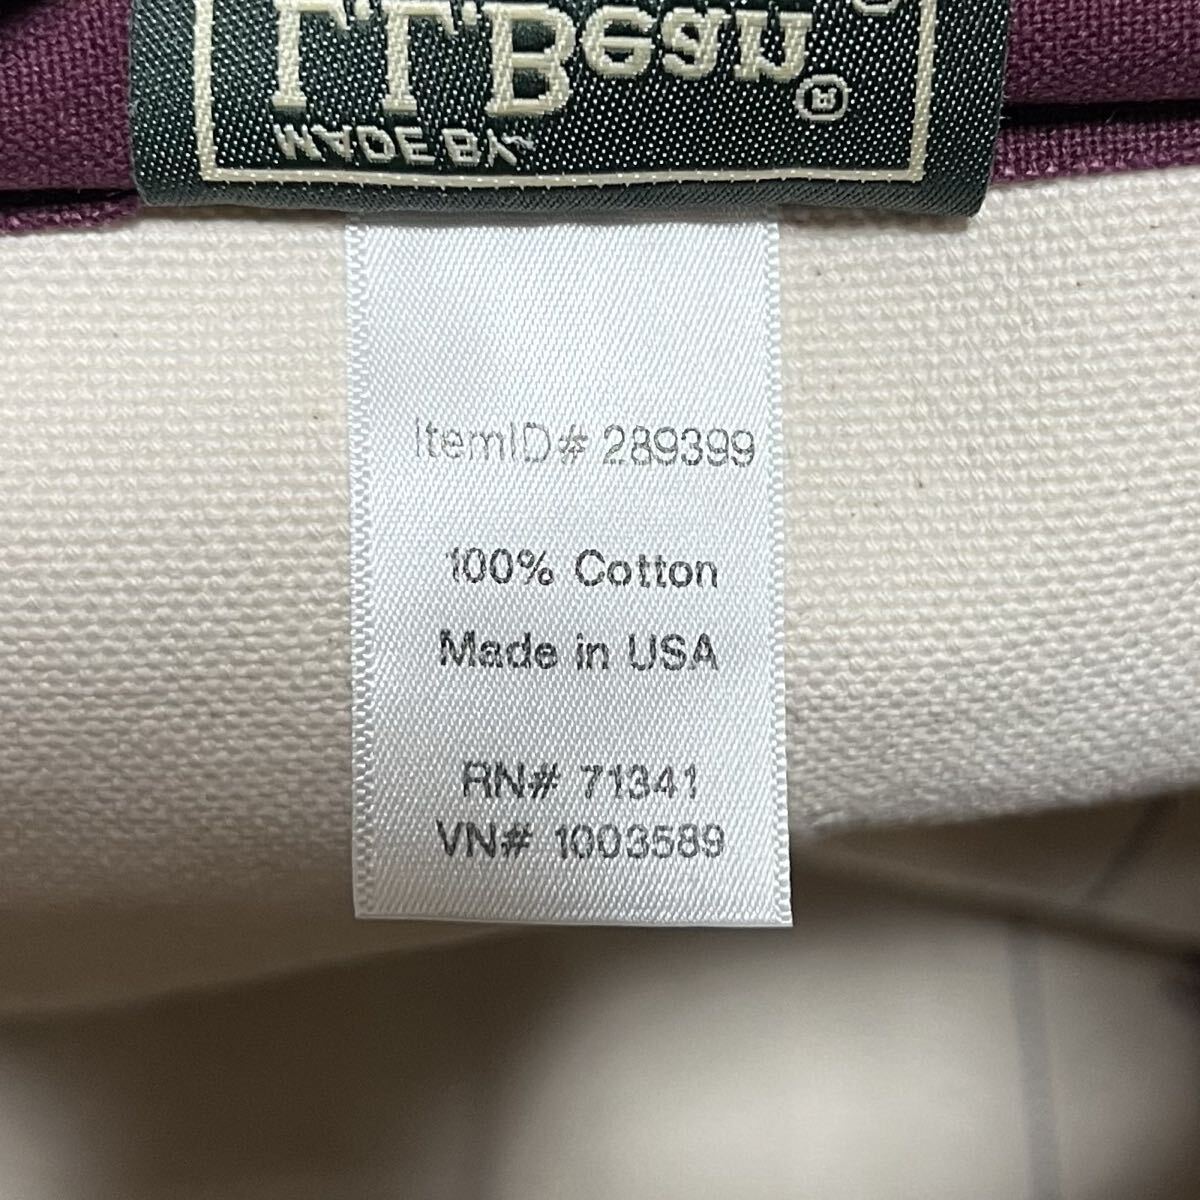 L.L.Bean®
MADE BY
ItemID# 289399
100% Cotton
Made in USA
RN# 71341
VN# 1003589